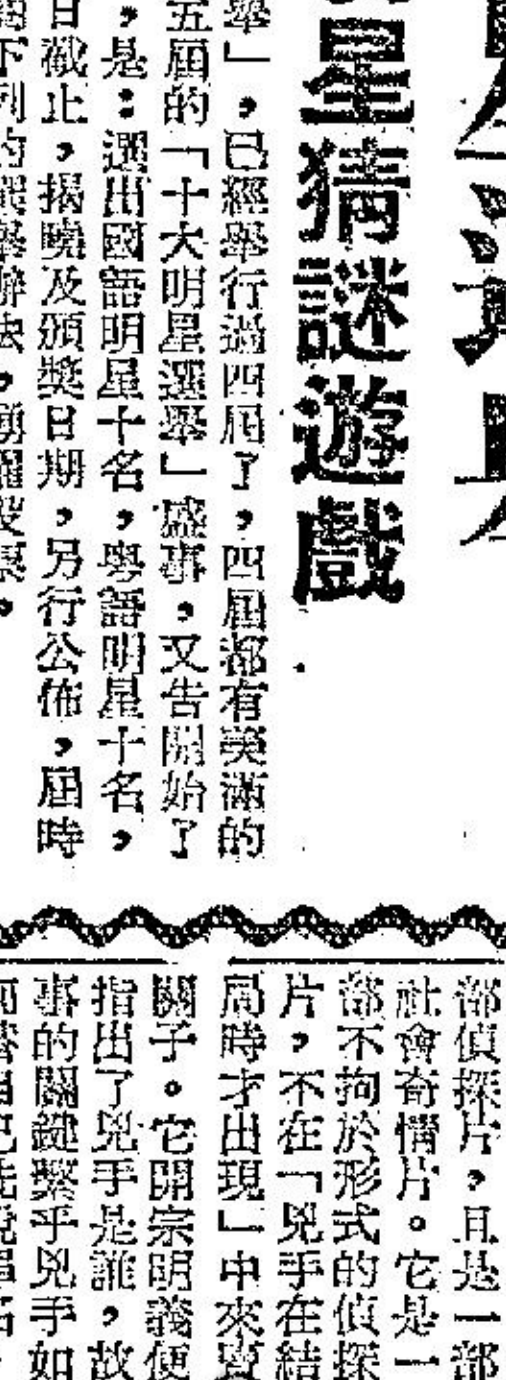 星猜謎遊戲
舉」，已經舉行過四屆了，四屆都有美滿的
五屆的「十大明星選舉」盛事，又告開始了
，是：選出國語明星十名，粵語明星十名，
日截止，揭曉及頒獎日期，另行公佈，屆時
下列的選舉辦法，踴躍投票。
部偵探片，且是一部
社會奇情片。它是一
部不拘於形式的偵探
片，不在「兇手在結
局時才出現」中來賣
關子。它開宗明義便
指出了兇手是誰，故
事的關鍵繫乎兇手如